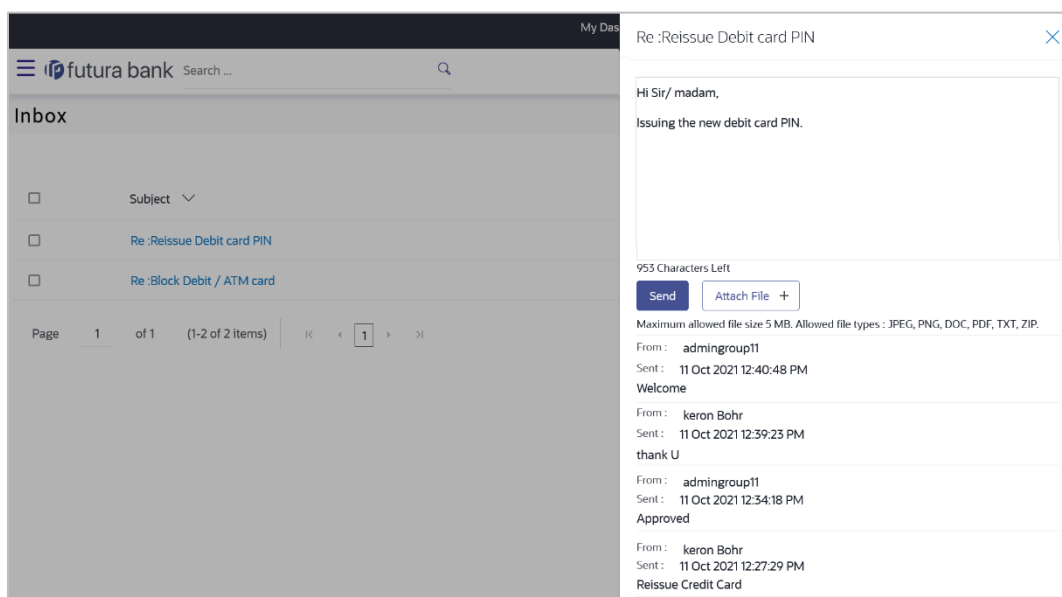 My Das
futura bank Search ...
Inbox
Subject
Re :Reissue Debit card PIN
Re :Block Debit / ATM card
Page 1 of 1 (1-2 of 2 items) 1
Re :Reissue Debit card PIN
Hi Sir/ madam,
Issuing the new debit card PIN.
953 Characters Left
Send Attach File +
Maximum allowed file size 5 MB. Allowed file types : JPEG, PNG, DOC, PDF, TXT, ZIP.
From : admingroup11
Sent : 11 Oct 2021 12:40:48 PM
Welcome
From : keron Bohr
Sent : 11 Oct 2021 12:39:23 PM
thank U
From : admingroup11
Sent : 11 Oct 2021 12:34:18 PM
Approved
From : keron Bohr
Sent : 11 Oct 2021 12:27:29 PM
Reissue Credit Card